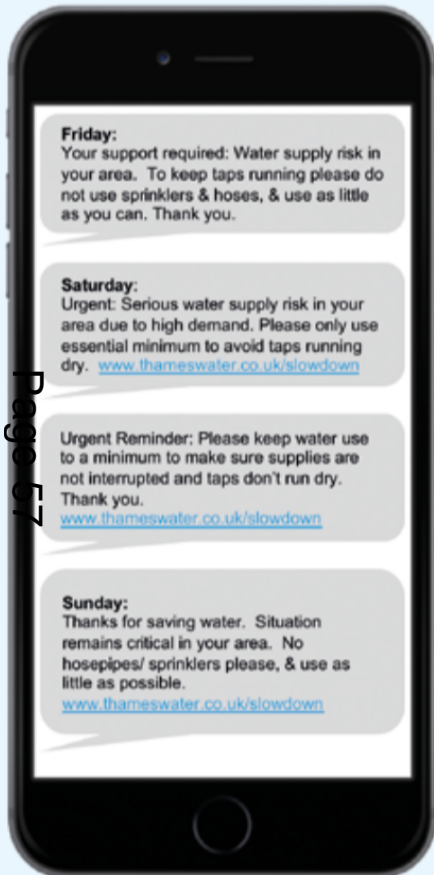 Friday:
Your support required: Water supply risk in
your area.  To keep taps running please do
not use sprinklers & hoses, & use as little
as you can. Thank you.
Saturday:
Urgent: Serious water supply risk in your
area due to high demand. Please only use
essential minimum to avoid taps running
dry.  www.thameswater.co.uk/slowdown
Urgent Reminder: Please keep water use
to a minimum to make sure supplies are
not interrupted and taps don't run dry.
Thank you.
www.thameswater.co.uk/slowdown
Sunday:
Thanks for saving water.  Situation
remains critical in your area.  No
hosepipes/ sprinklers please, & use as
little as possible.
www.thameswater.co.uk/slowdown
Page 57